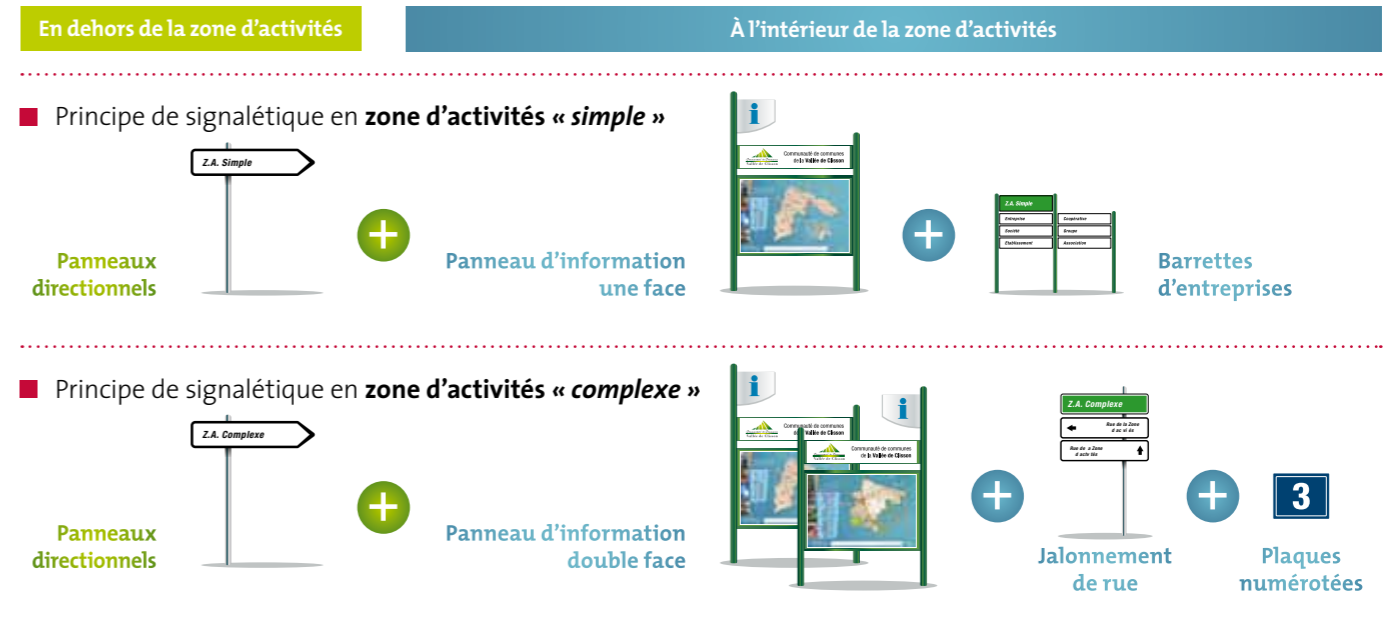 En dehors de la zone d'activités
À l'intérieur de la zone d'activités
Principe de signalétique en zone d'activités « simple »
Z.A. Simple
Panneaux
directionnels
+
Panneau d'information
une face
i
Communauté de communes
de la Vallée de Clisson
+
Z.A. Simple
Entreprise
Coopérative
Société
Groupe
Etablissement
Association
Barrettes
d'entreprises
Principe de signalétique en zone d'activités « complexe »
Z.A. Complexe
Panneaux
directionnels
+
Panneau d'information
double face
i
i
Vallée de Clisson
Communauté de communes
de la Vallée de Clisson
+
Z.A. Complexe
Rue de la Zone
Rue de a Zone
Jalonnement
de rue
+
3
Plaques
numérotées